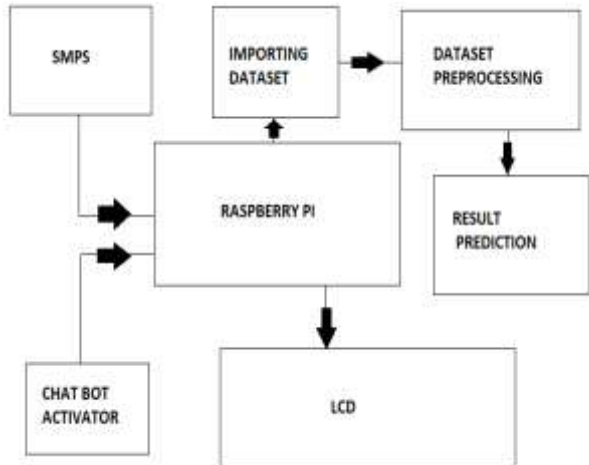 SMPS
IMPORTING
DATASET
DATASET
PREPROCESSING
RASPBERRY PI
RESULT
PREDICTION
CHAT BOT
ACTIVATOR
LCD